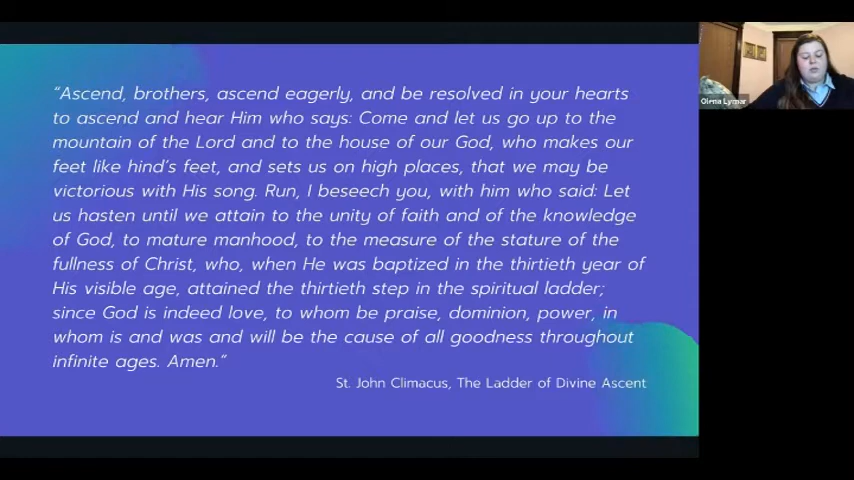 “Ascend, brothers, ascend eagerly, and be resolved in your hearts
to ascend and hear Him who says: Come and let us go up to the
mountain of the Lord and to the house of our God, who makes our
feet like hind’s feet, and sets us on high places, that we may be
victorious with His song. Run, I beseech you, with him who said: Let
us hasten until we attain to the unity of faith and of the knowledge
of God, to mature manhood, to the measure of the stature of the
fullness of Christ, who, when He was baptized in the thirtieth year of
His visible age, attained the thirtieth step in the spiritual ladder;
since God is indeed love, to whom be praise, dominion, power, in
whom is and was and will be the cause of all goodness throughout
infinite ages. Amen.”
St. John Climacus, The Ladder of Divine Ascent
Olena Lymar